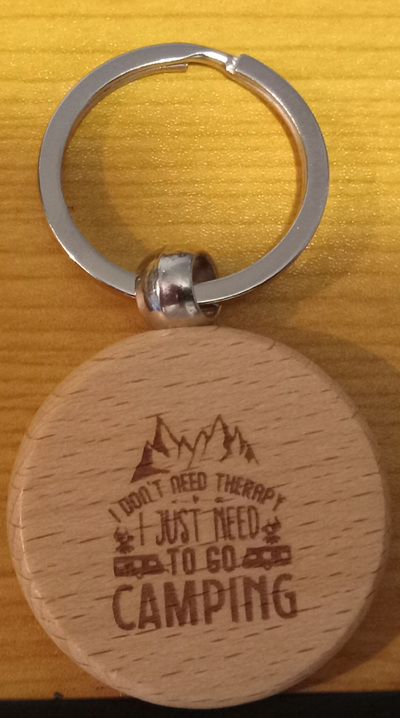 I DON'T NEED THERAPY
I JUST NEED
TO GO
CAMPING